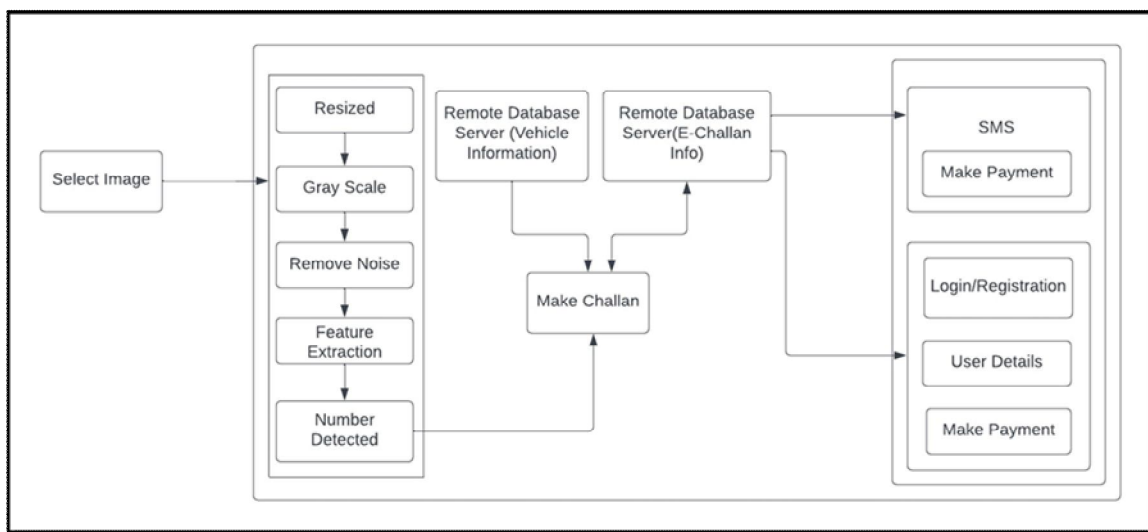 Select Image
Resized
Gray Scale
Remove Noise
Feature
Extraction
Number
Detected
Remote Database
Server (Vehicle
Information)
Remote Database
Server(E-Challan
Info)
Make Challan
SMS
Make Payment
Login/Registration
User Details
Make Payment